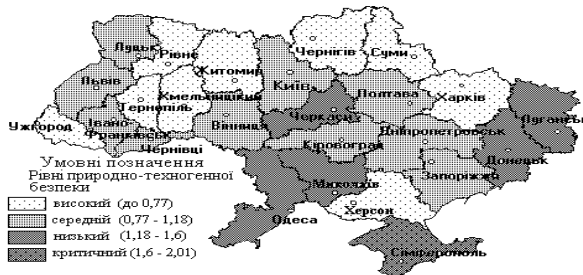 Луцьк
Рівне
Чернігів
Суми
Житомир
Львів
Київ
Полтава
Харків
Тернопіль
Хмельницький
Черкаси
Луганськ
Ужгород
Івано-
Франківськ
Вінниця
Дніпропетровськ
Чернівці
Кіровоград
Донецьк
Запоріжжя
Миколаїв
Одеса
Херсон
Сімферополь
Умовні позначення
Рівні природно-техногенної
безпеки
високий (до 0,77)
середній (0,77 - 1,18)
низький (1,18 - 1,6)
критичний (1,6 - 2,01)